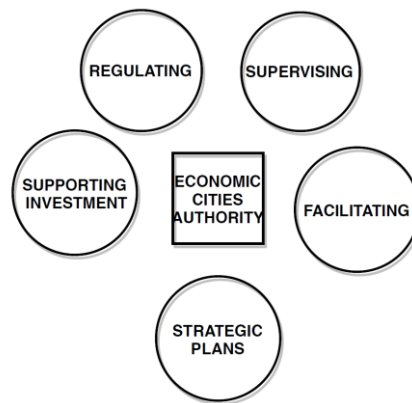 REGULATING
SUPERVISING
SUPPORTING
INVESTMENT
ECONOMIC
CITIES
AUTHORITY
FACILITATING
STRATEGIC
PLANS